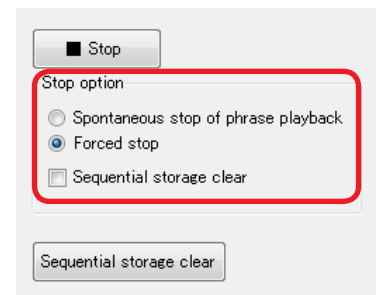 Stop
Stop option
Spontaneous stop of phrase playback
Forced stop
Sequential storage clear
Sequential storage clear